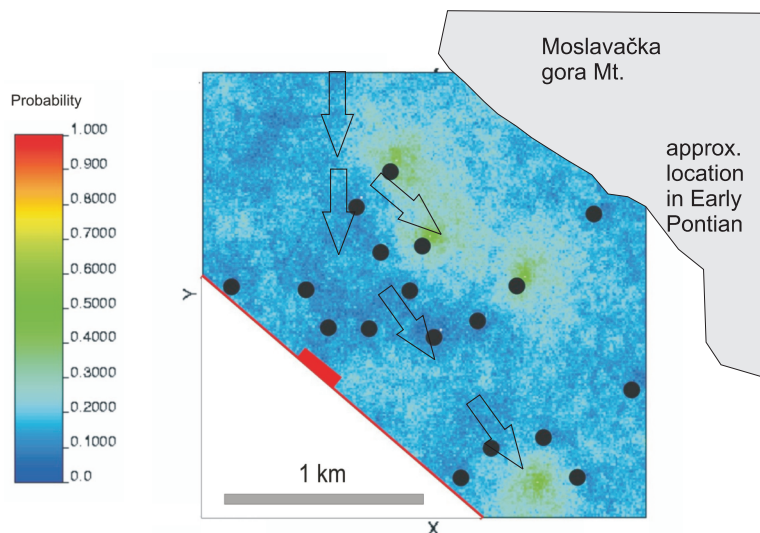 Moslavačka
gora Mt.
approx.
location
in Early
Pontian
Probability
1.000
0.900
0.8000
0.7000
0.6000
0.5000
0.4000
0.3000
0.2000
0.1000
0.0
Y
1 km
X